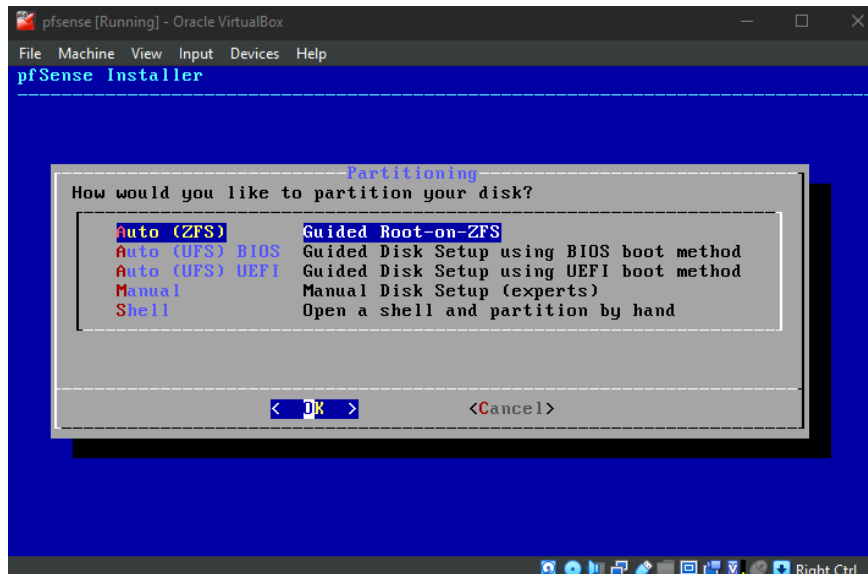 pfsense [Running] - Oracle VirtualBox
File Machine View Input Devices Help
pfSense Installer
Partitioning
How would you like to partition your disk?
Auto (ZFS) Guided Root-on-ZFS
Auto (UFS) BIOS Guided Disk Setup using BIOS boot method
Auto (UFS) UEFI Guided Disk Setup using UEFI boot method
Manual Manual Disk Setup (experts)
Shell Open a shell and partition by hand
< OK > <Cancel>
Right Ctrl